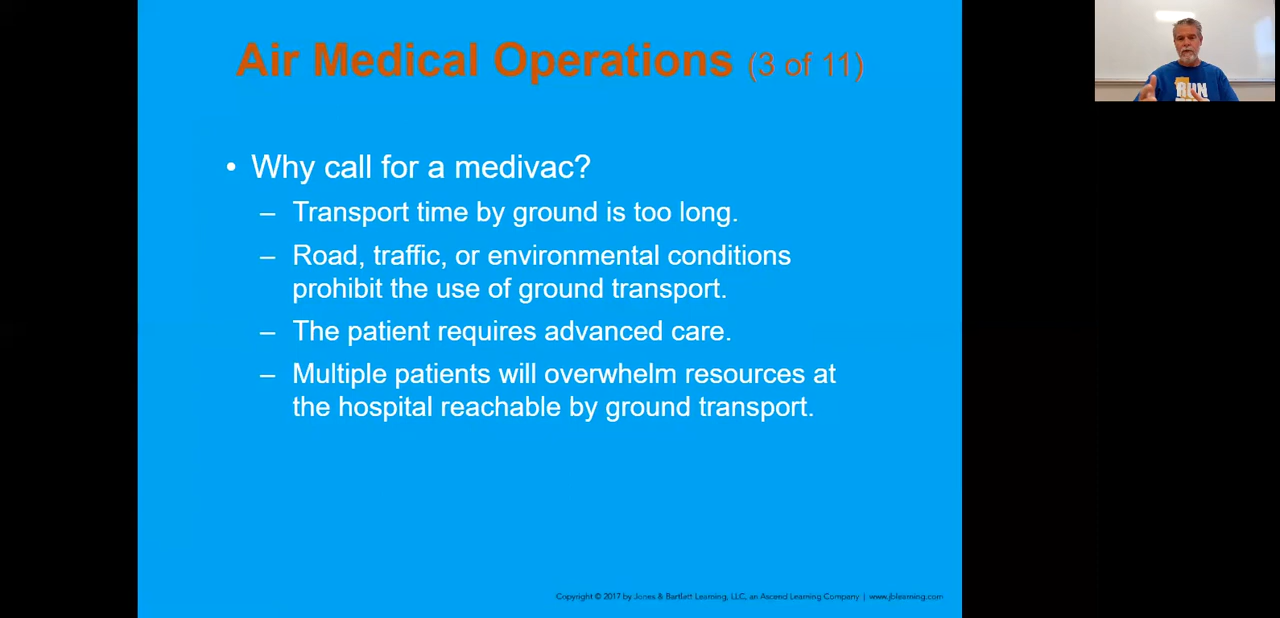 Air Medical Operations (3 of 11)
• Why call for a medivac?
– Transport time by ground is too long.
– Road, traffic, or environmental conditions
prohibit the use of ground transport.
– The patient requires advanced care.
– Multiple patients will overwhelm resources at
the hospital reachable by ground transport.
Copyright © 2017 by Jones & Bartlett Learning, LLC, an Ascend Learning Company | www.jblearning.com
RUN